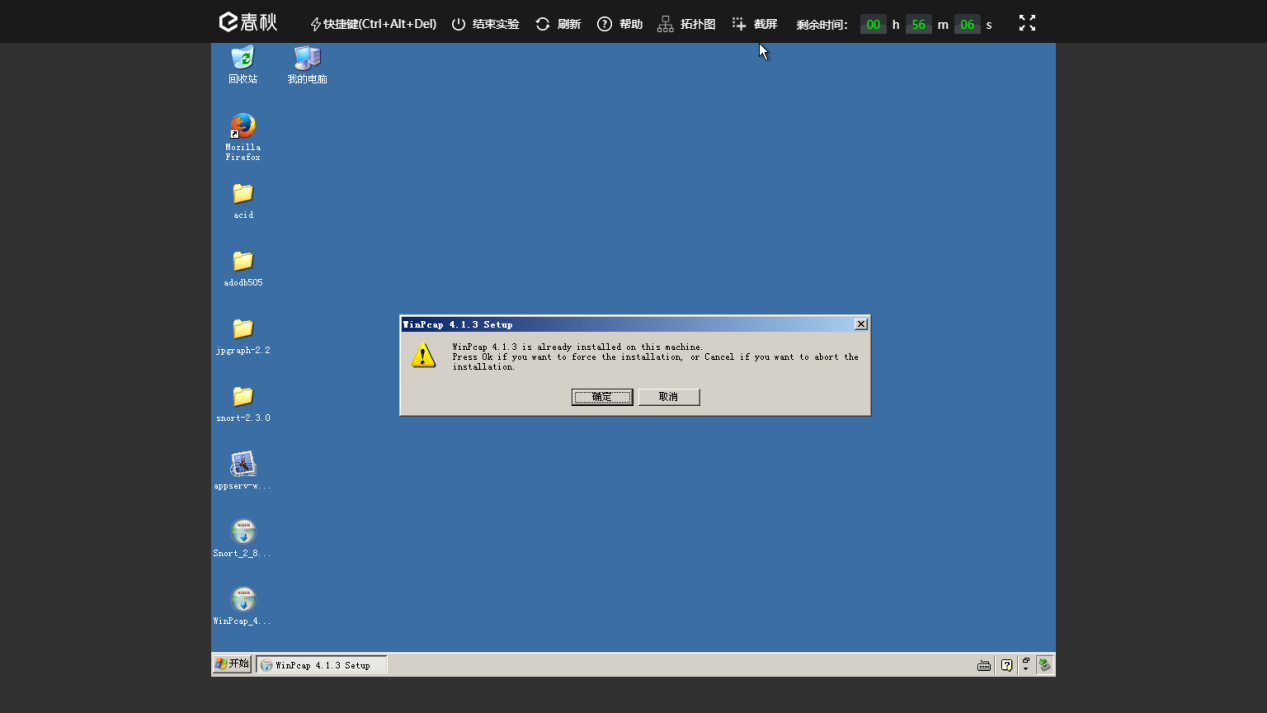 e春秋
快捷键(Ctrl+Alt+Del) 结束实验 刷新 帮助 拓扑图 截屏 剩余时间: 00 h 56 m 06 s
回收站
我的电脑
Mozilla
Firefox
acid
adodb505
jpgraph-2.2
snort-2.3.0
appserv-w...
Snort_2_8...
WinPcap_4...
WinPcap 4.1.3 Setup
WinPcap 4.1.3 is already installed on this machine.
Press Ok if you want to force the installation, or Cancel if you want to abort the
installation.
确定 取消
开始 WinPcap 4.1.3 Setup